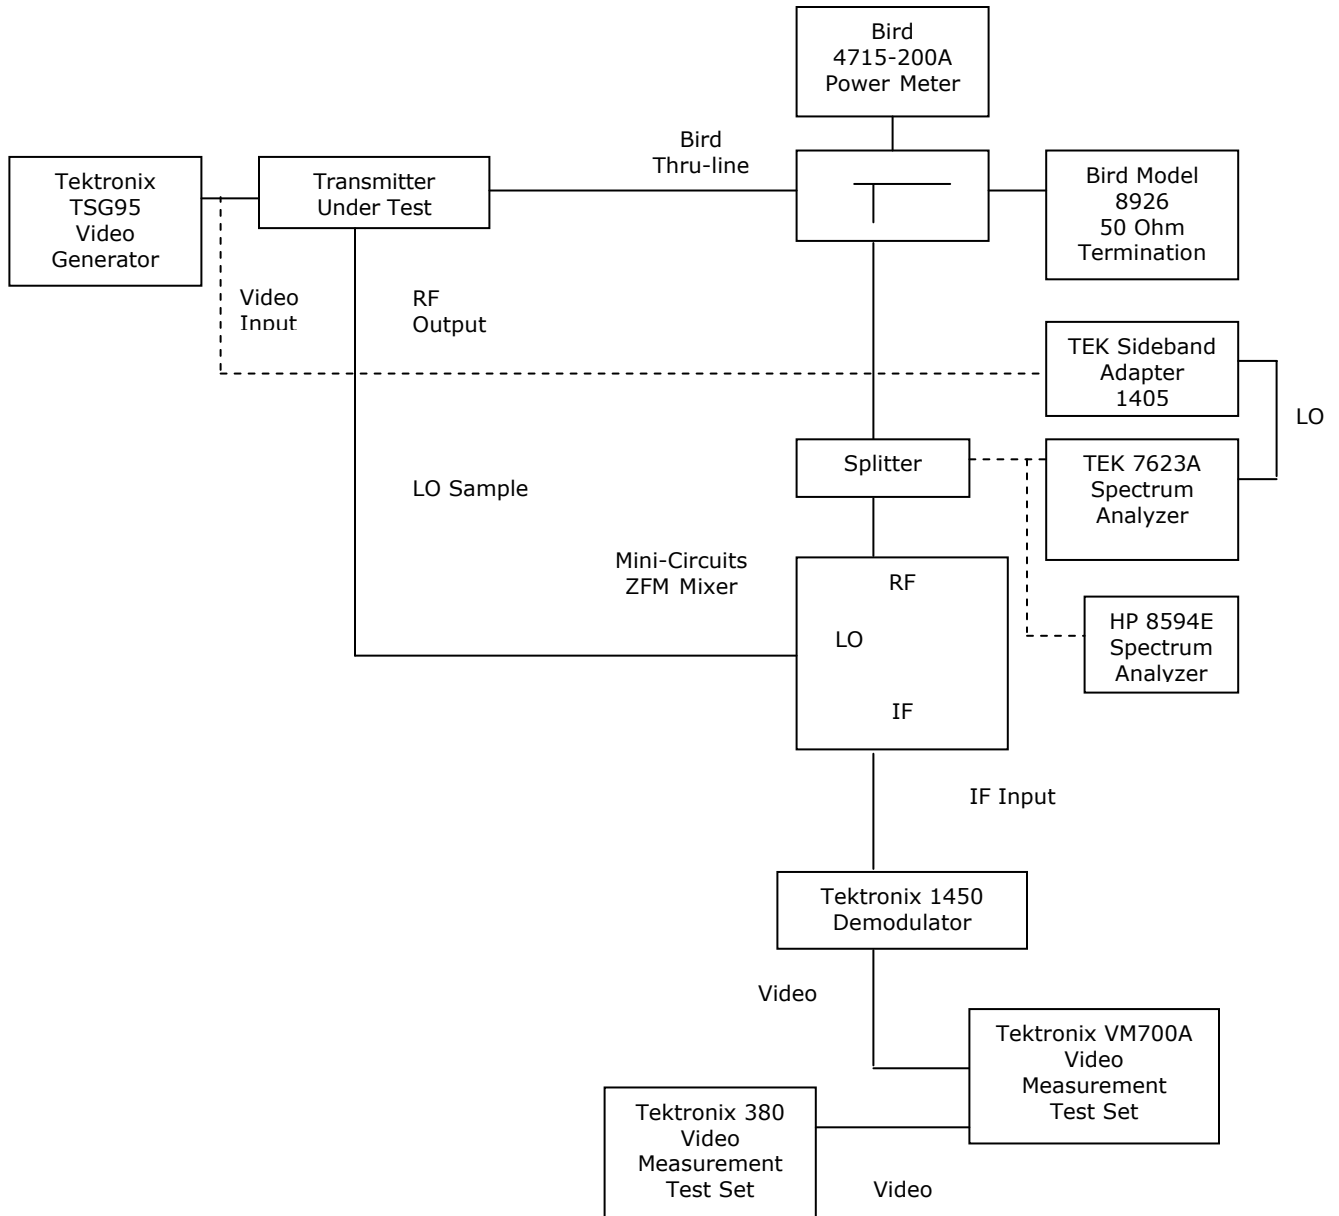 Bird
4715-200A
Power Meter
Bird
Thru-line
Tektronix
TSG95
Video
Generator
Transmitter
Under Test
Bird Model
8926
50 Ohm
Termination
Video
Input
RF
Output
TEK Sideband
Adapter
1405
LO
Splitter
TEK 7623A
Spectrum
Analyzer
LO Sample
Mini-Circuits
ZFM Mixer
RF
LO
IF
HP 8594E
Spectrum
Analyzer
IF Input
Tektronix 1450
Demodulator
Video
Tektronix VM700A
Video
Measurement
Test Set
Tektronix 380
Video
Measurement
Test Set
Video